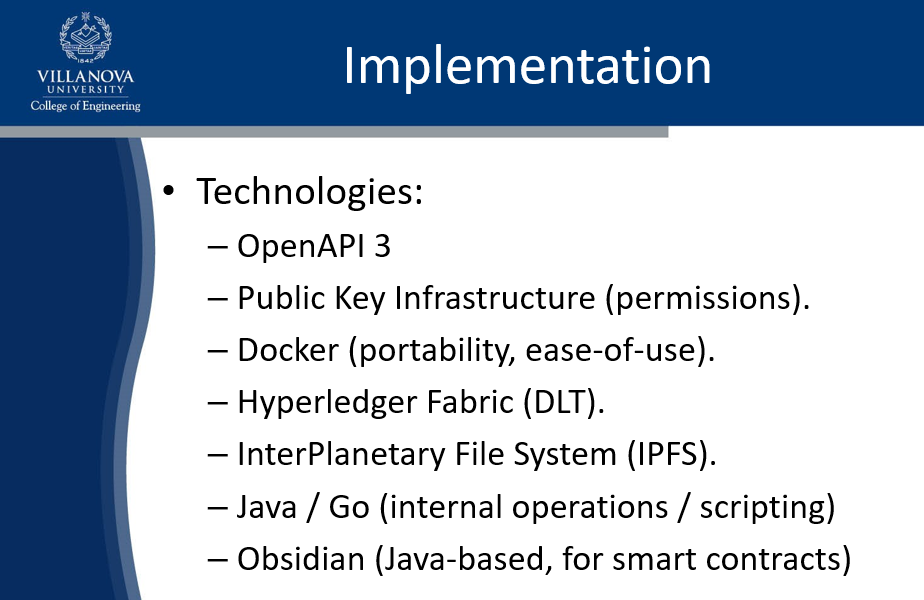 1842
VILLANOVA
UNIVERSITY
College of Engineering
Implementation
• Technologies:
– OpenAPI 3
– Public Key Infrastructure (permissions).
– Docker (portability, ease-of-use).
– Hyperledger Fabric (DLT).
– InterPlanetary File System (IPFS).
– Java / Go (internal operations / scripting)
– Obsidian (Java-based, for smart contracts)